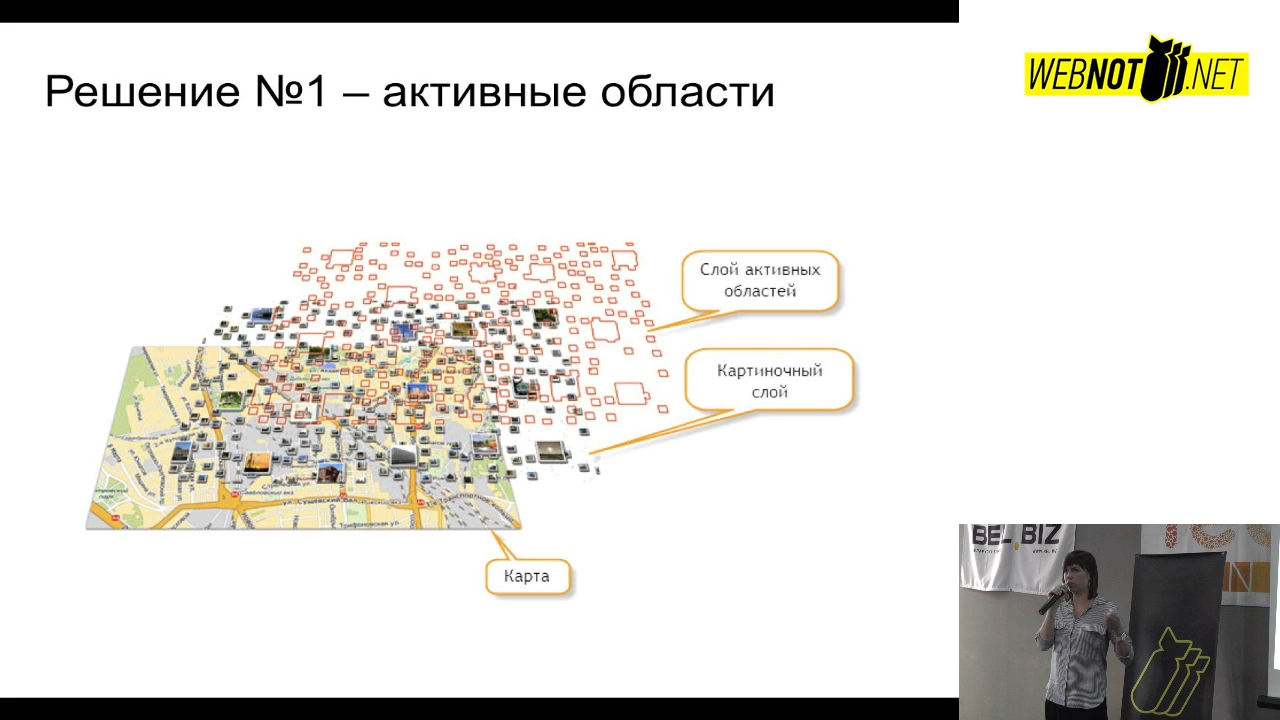 Решение №1 – активные области
WEBNOT.NET
Слой активных
областей
Картиночный
слой
Карта
BEL.BIZ